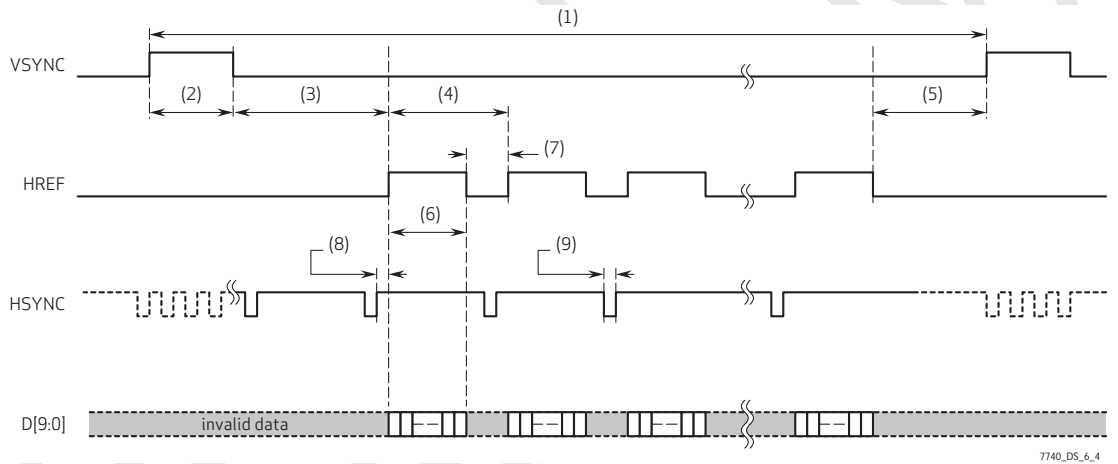 (1)
VSYNC
(2)
(3)
(4)
(5)
(7)
HREF
(6)
(8)
(9)
HSYNC
D[9:0]
invalid data
7740_DS_6_4